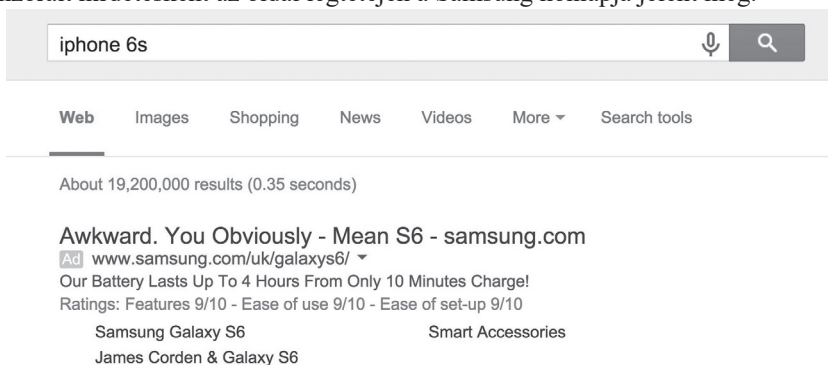 iphone 6s
Web Images Shopping News Videos More Search tools
About 19,200,000 results (0.35 seconds)
Awkward. You Obviously - Mean S6 - samsung.com
Ad www.samsung.com/uk/galaxys6/
Our Battery Lasts Up To 4 Hours From Only 10 Minutes Charge!
Ratings: Features 9/10 - Ease of use 9/10 - Ease of set-up 9/10
Samsung Galaxy S6 Smart Accessories
James Corden & Galaxy S6